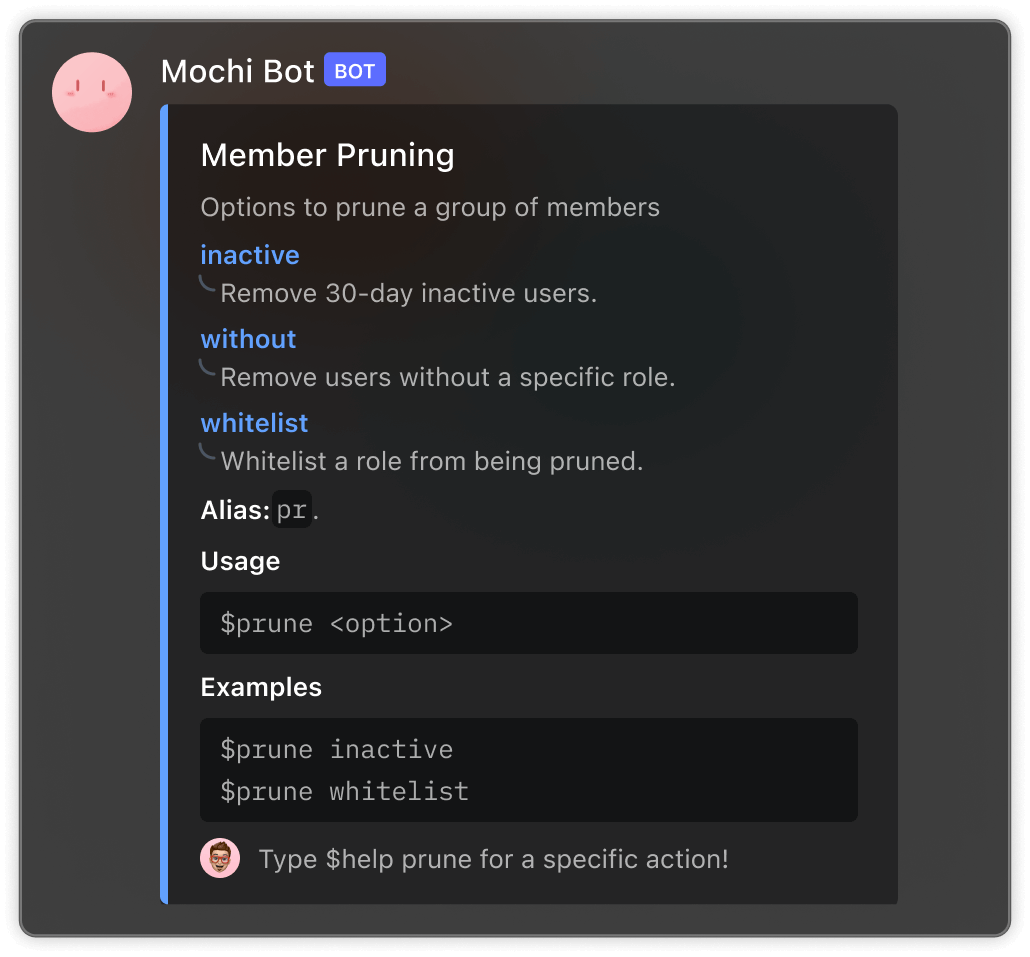 Mochi Bot BOT
Member Pruning
Options to prune a group of members
inactive
Remove 30-day inactive users.
without
Remove users without a specific role.
whitelist
Whitelist a role from being pruned.
Alias: pr.
Usage
$prune <option>
Examples
$prune inactive
$prune whitelist
Type $help prune for a specific action!